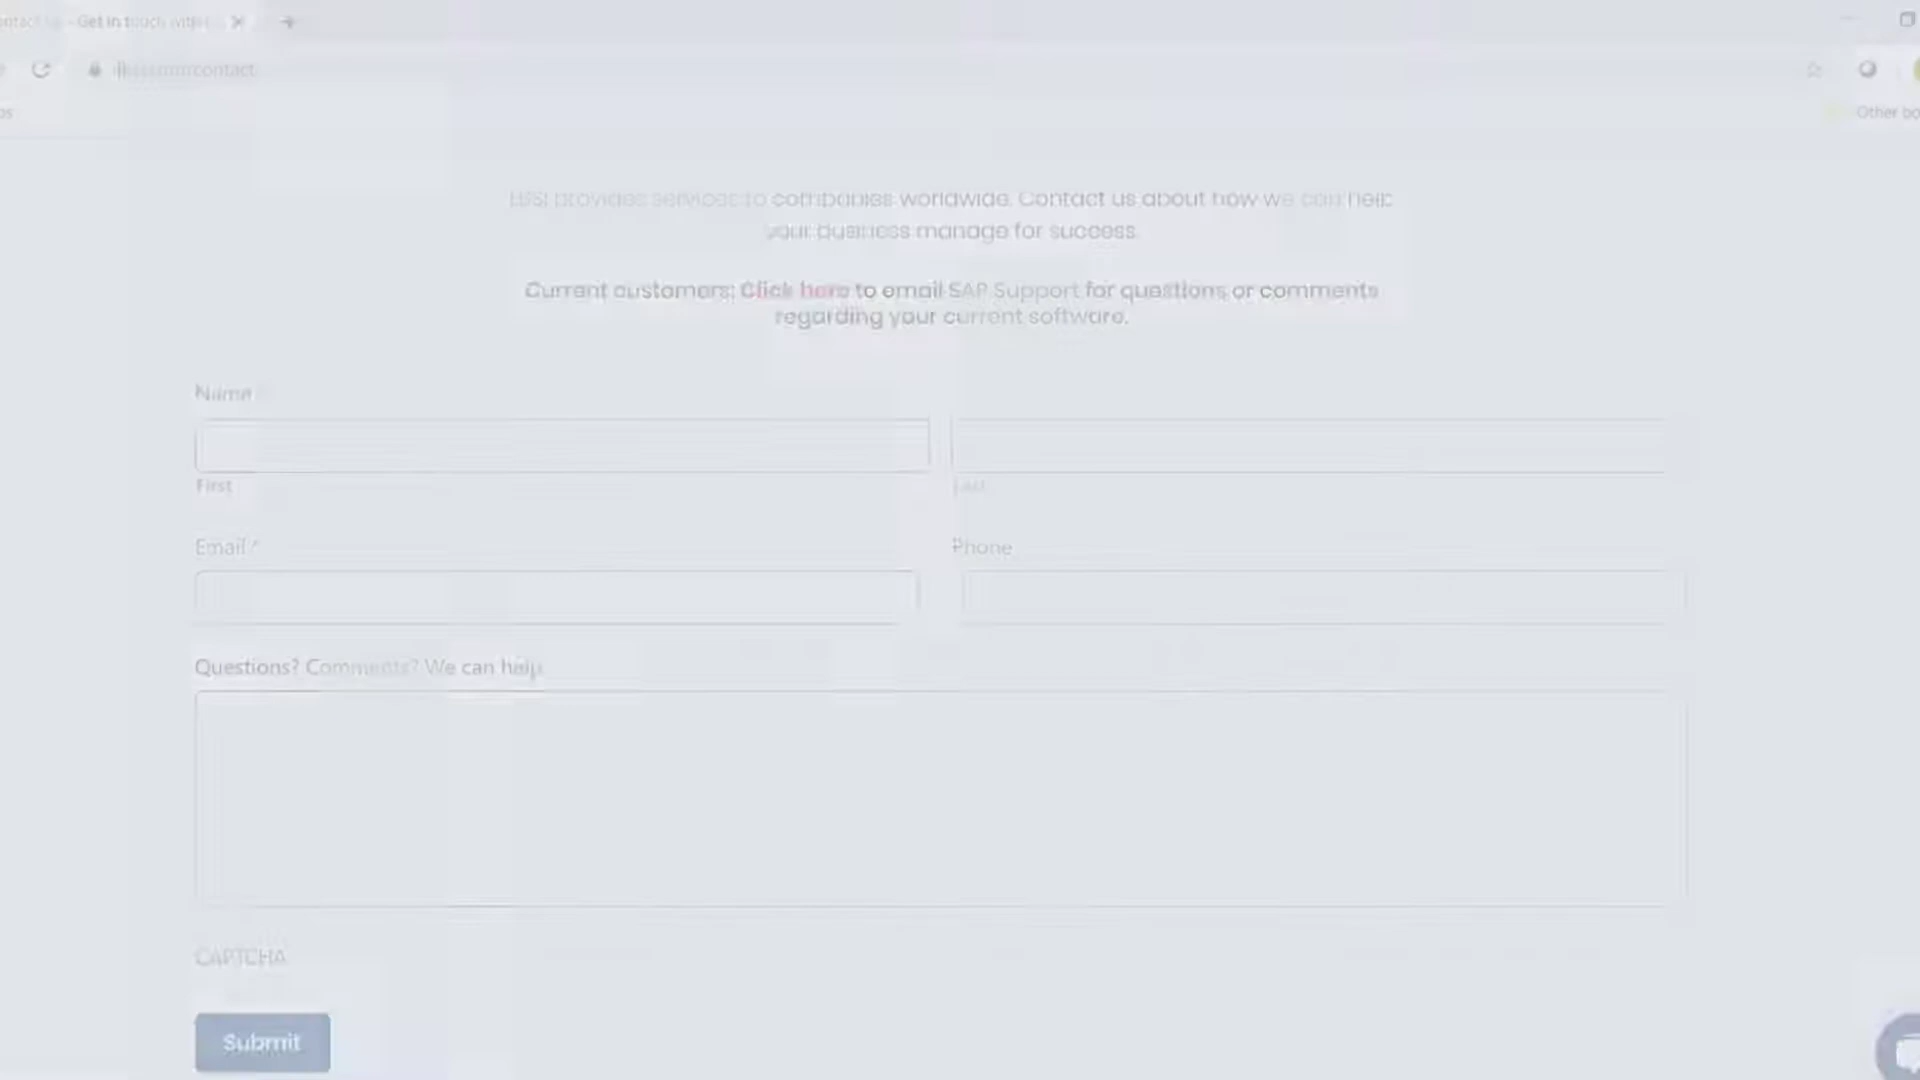 Get in touch with
contact
Other bo
provides services to companies worldwide. Contact us about how we can help
your business manage for success.
Current customers: Click here to email SAP Support for questions or comments
regarding your current software.
Name
First
Last
Email *
Phone
Questions? Comments? We can help.
CAPTCHA
Submit